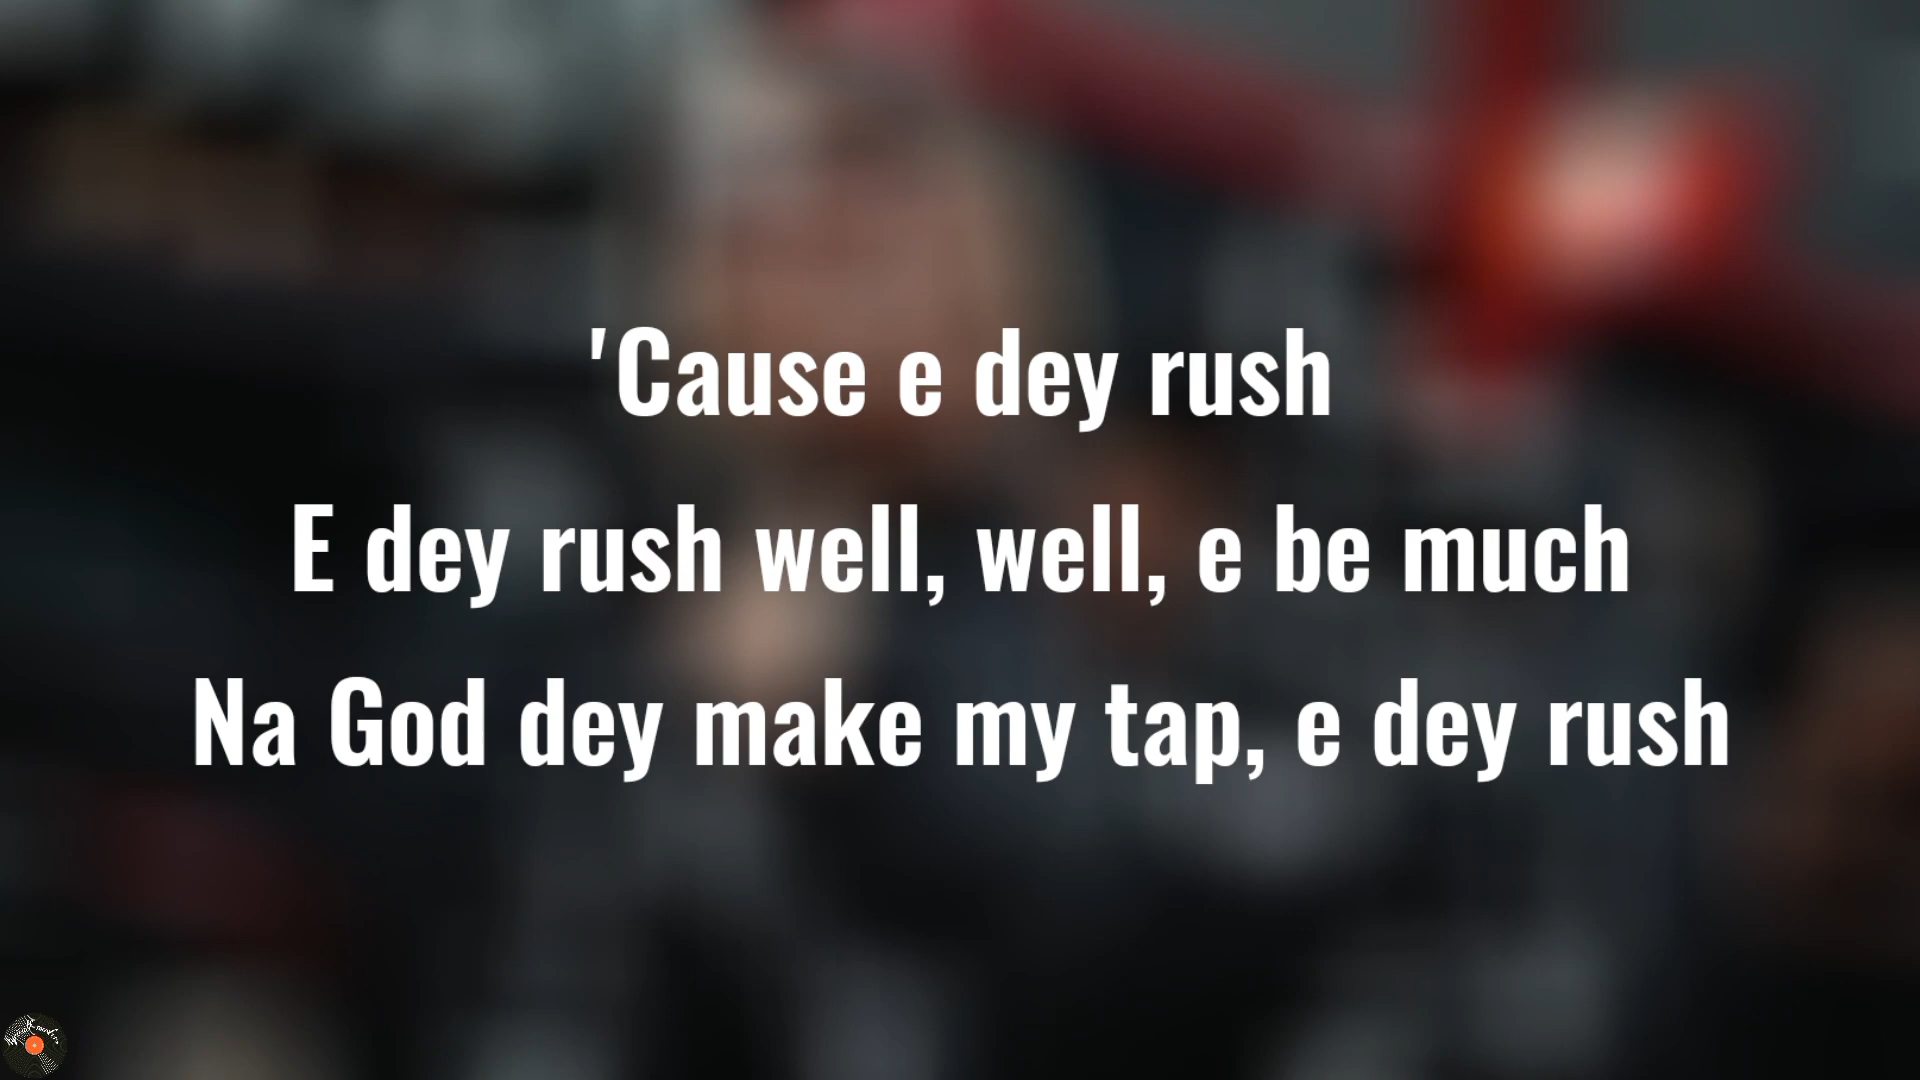 'Cause e dey rush
E dey rush well, well, e be much
Na God dey make my tap, e dey rush